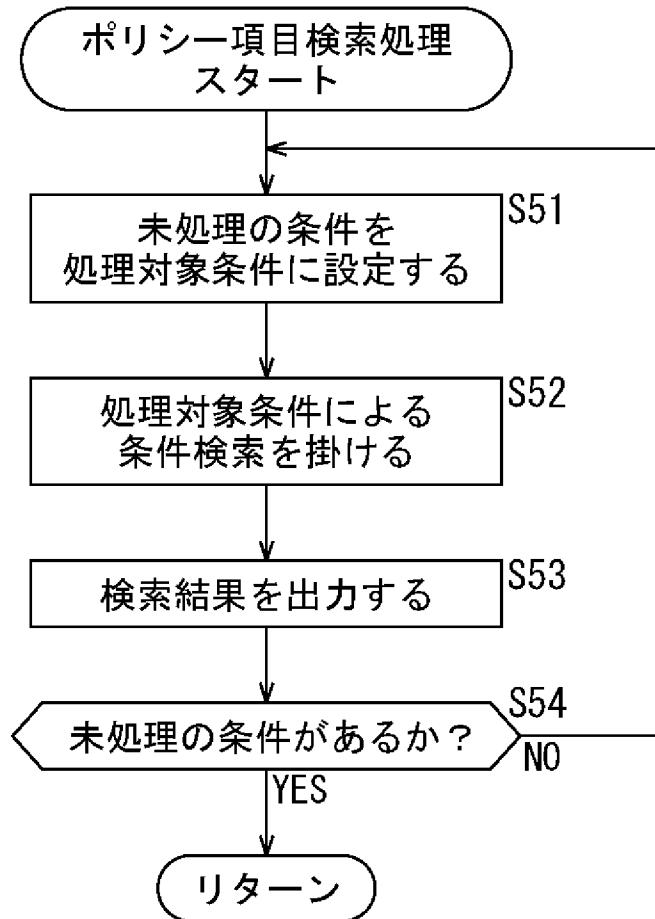 ポリシー項目検索処理
スタート
S51
未処理の条件を
処理対象条件に設定する
S52
処理対象条件による
条件検索を掛ける
S53
検索結果を出力する
S54
未処理の条件があるか？
NO
YES
リターン